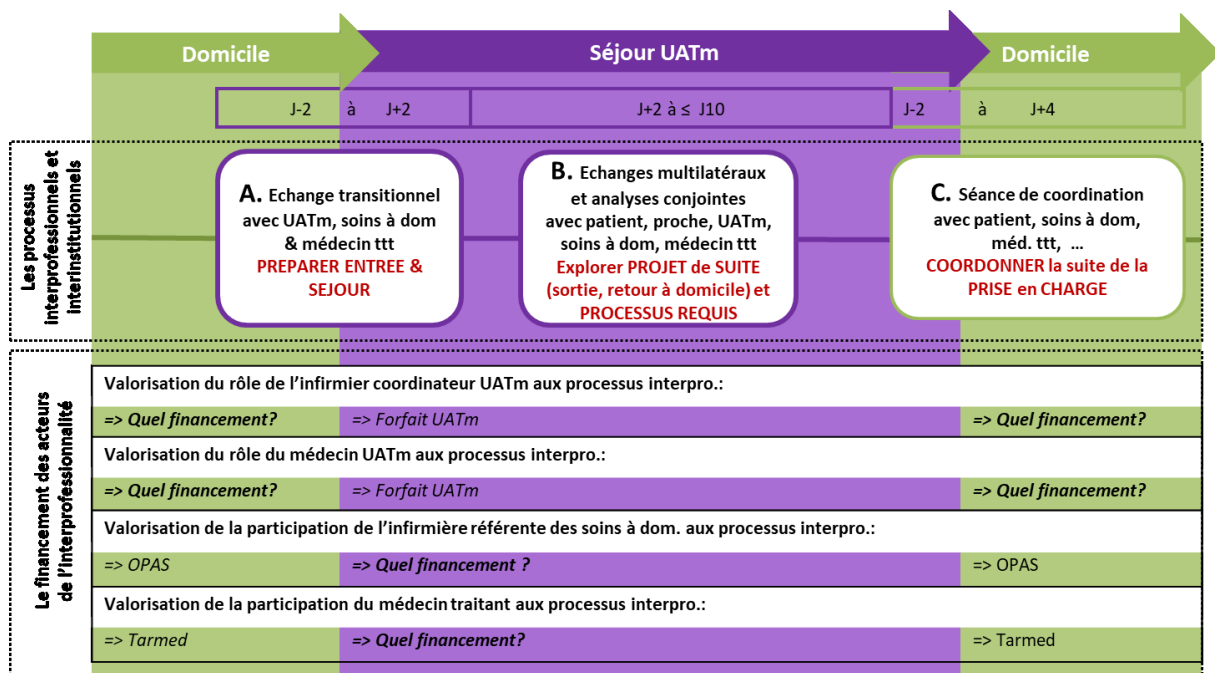 Domicile
Séjour UATm
Domicile
J-2 à J+2
J+2 à ≤ J10
J-2 à J+4
Les processus
interprofessionnels et
interinstitutionnels
A. Echange transitionnel
avec UATm, soins à dom
& médecin ttt
PREPARER ENTREE &
SEJOUR
B. Echanges multilatéraux
et analyses conjointes
avec patient, proche, UATm,
soins à dom, médecin ttt
Explorer PROJET de SUITE
(sortie, retour à domicile) et
PROCESSUS REQUIS
C. Séance de coordination
avec patient, soins à dom,
méd. ttt, ...
COORDONNER la suite de la
PRISE en CHARGE
Le financement des acteurs
de l'interprofessionnalité
Valorisation du rôle de l'infirmier coordinateur UATm aux processus interpro.:
=> Quel financement?
=> Forfait UATm
=> Quel financement?
Valorisation du rôle du médecin UATm aux processus interpro.:
=> Quel financement?
=> Forfait UATm
=> Quel financement?
Valorisation de la participation de l'infirmière référente des soins à dom. aux processus interpro.:
=> OPAS
=> Quel financement ?
=> OPAS
Valorisation de la participation du médecin traitant aux processus interpro.:
=> Tarmed
=> Quel financement?
=> Tarmed